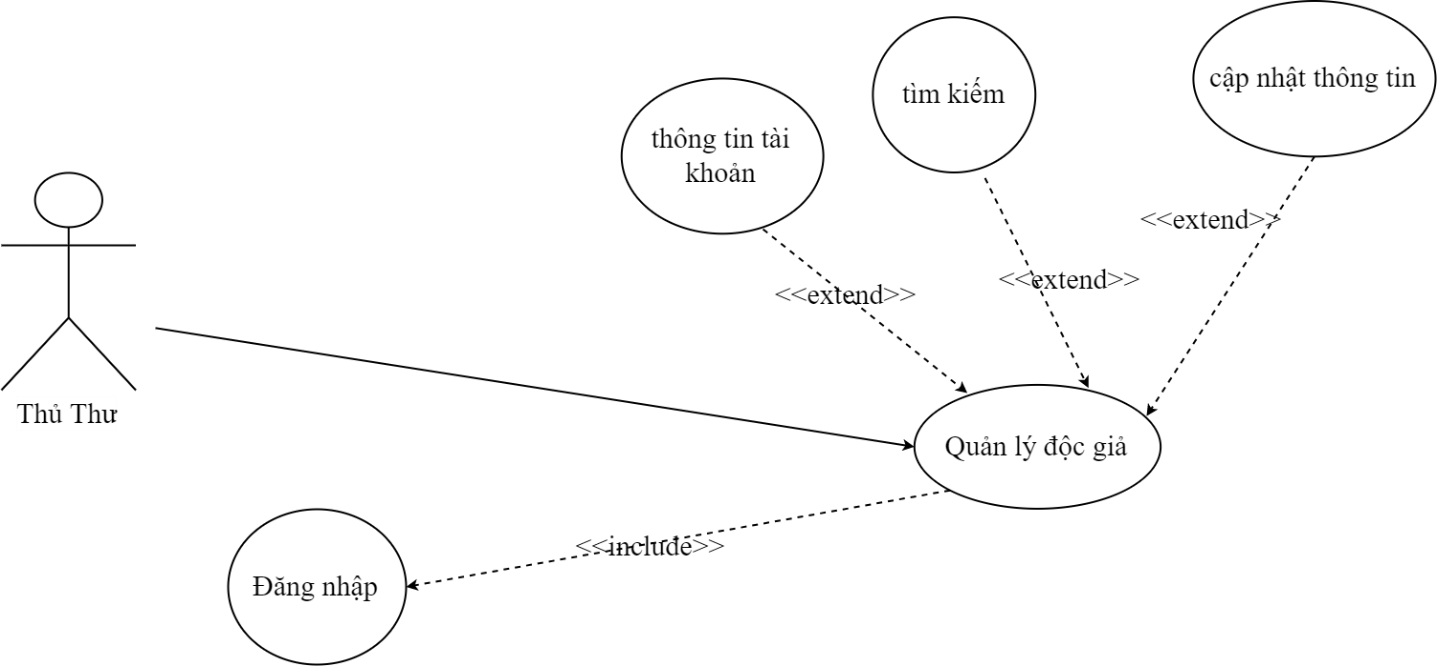 cập nhật thông tin
tìm kiếm
thông tin tài
khoản
<<extend>>
<<extend>>
<<extend>>
Thủ Thư
Quản lý độc giả
<<include>>
Đăng nhập